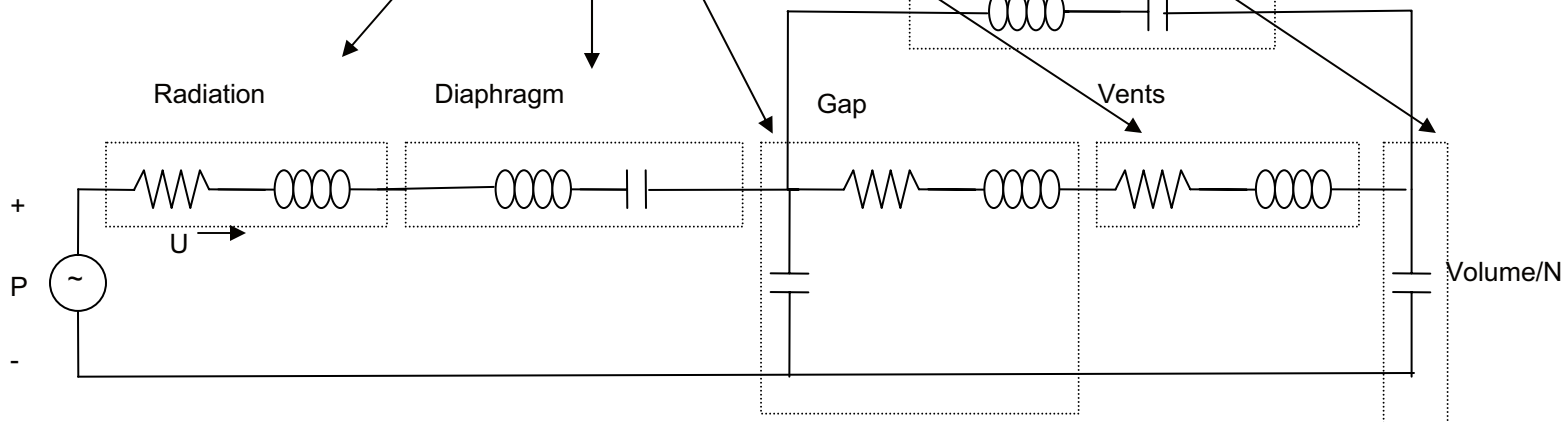 Radiation
Diaphragm
Gap
Vents
+
U
P
~
Volume/N
-